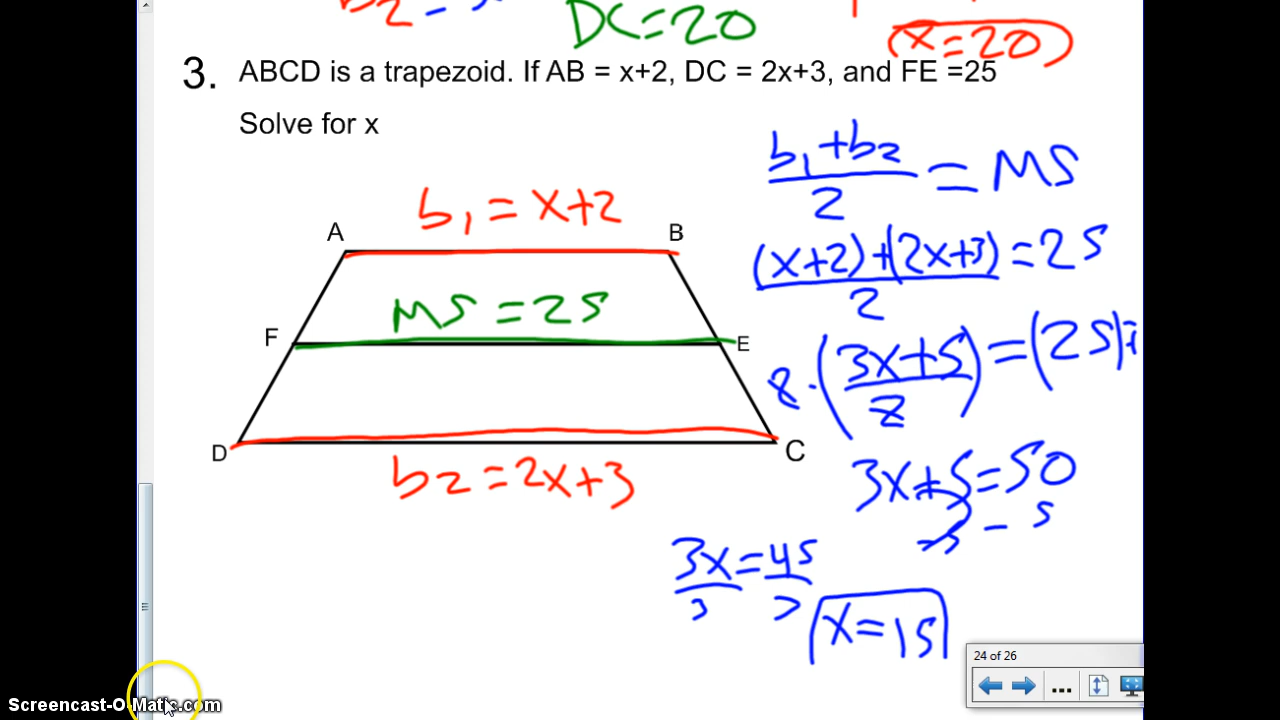 DC=20
x=20
3. ABCD is a trapezoid. If AB = x+2, DC = 2x+3, and FE =25
Solve for x
b1+b2
2
= MS
b1 = x+2
A
B
(x+2)+(2x+3)=25
2
MS = 25
F
E
(3x+5)=(25)
2
D
C
b2=2x+3
3x+5=50
-5 -5
3x=45
3
x=15
24 of 26
...
Screencast-O-Matic.com